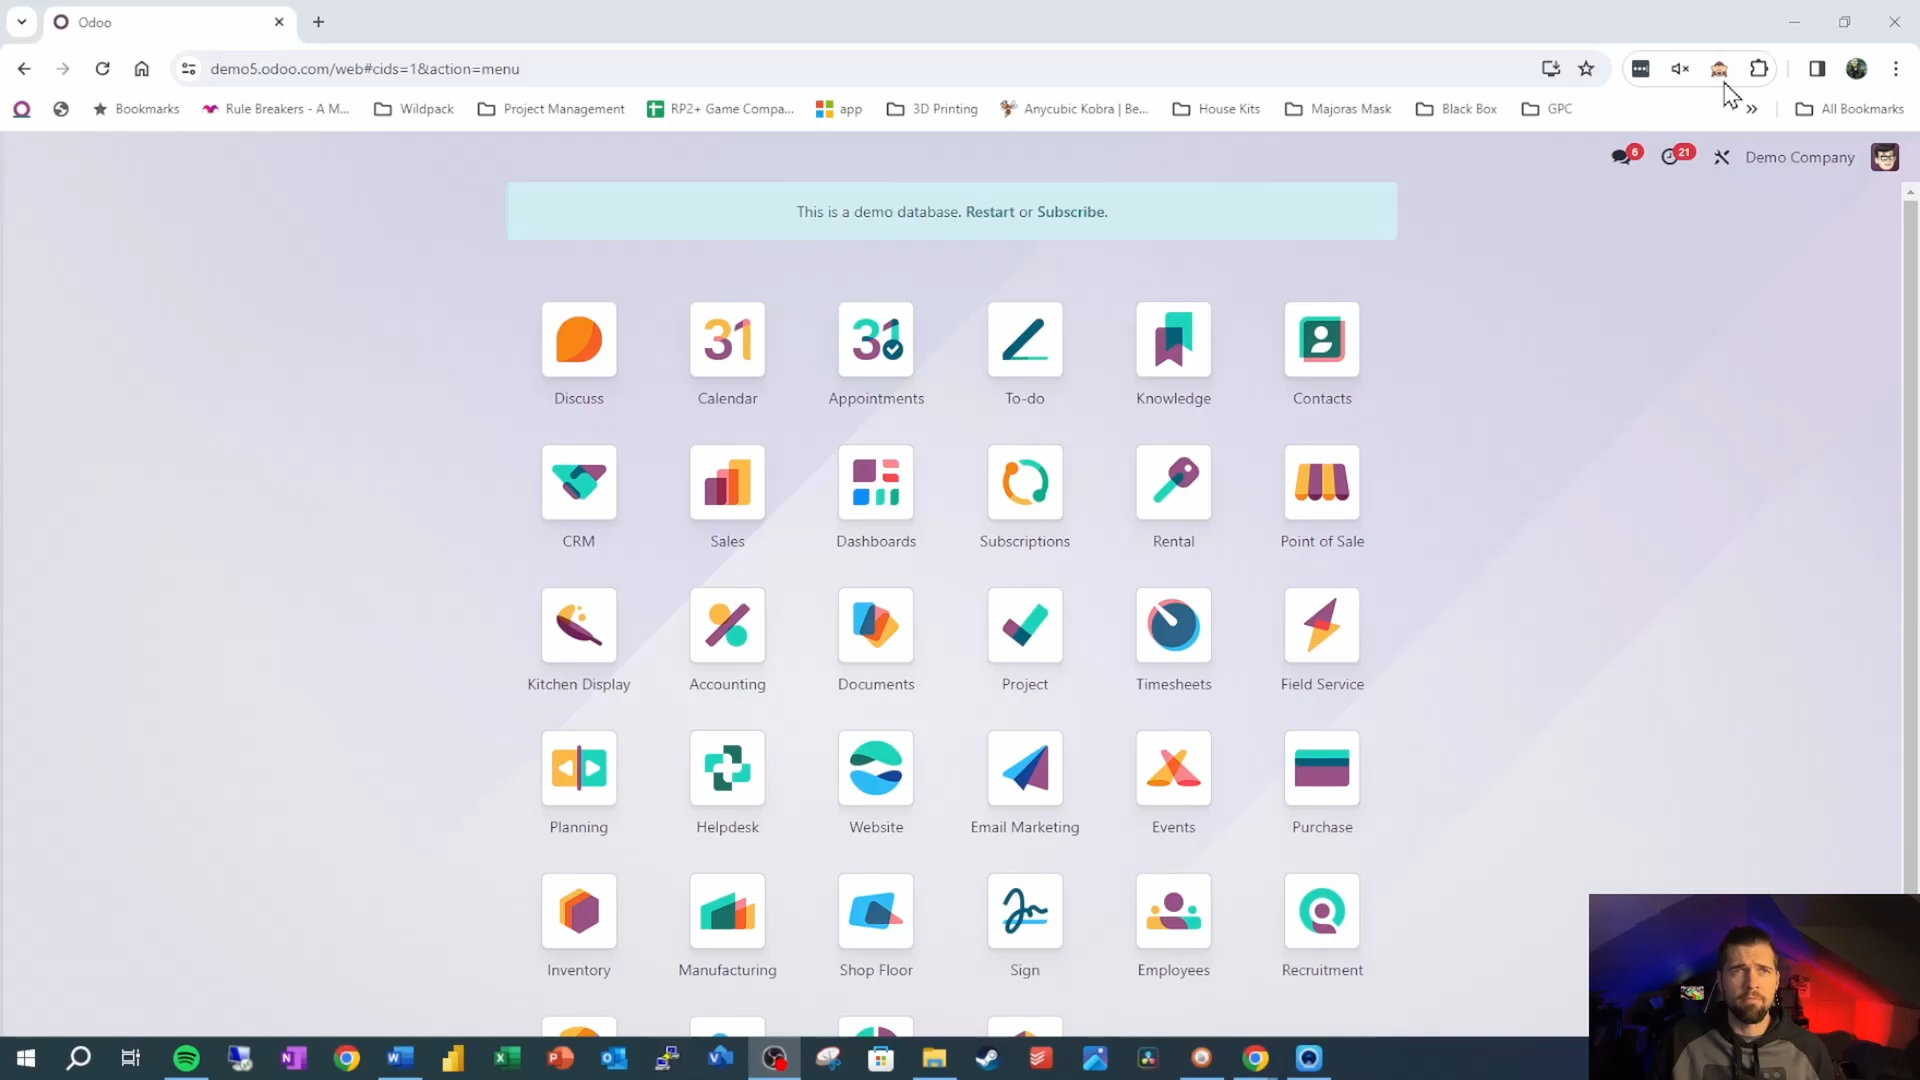 Odoo
demo5.odoo.com/web#cids=1&action=menu
Bookmarks
Rule Breakers - A M...
Wildpack
Project Management
RP2+ Game Compa...
app
3D Printing
Anycubic Kobra | Be...
House Kits
Majoras Mask
Black Box
GPC
All Bookmarks
6
21
Demo Company
This is a demo database. Restart or Subscribe.
31
31
Discuss
Calendar
Appointments
To-do
Knowledge
Contacts
CRM
Sales
Dashboards
Subscriptions
Rental
Point of Sale
Kitchen Display
Accounting
Documents
Project
Timesheets
Field Service
Planning
Helpdesk
Website
Email Marketing
Events
Purchase
Inventory
Manufacturing
Shop Floor
Sign
Employees
Recruitment